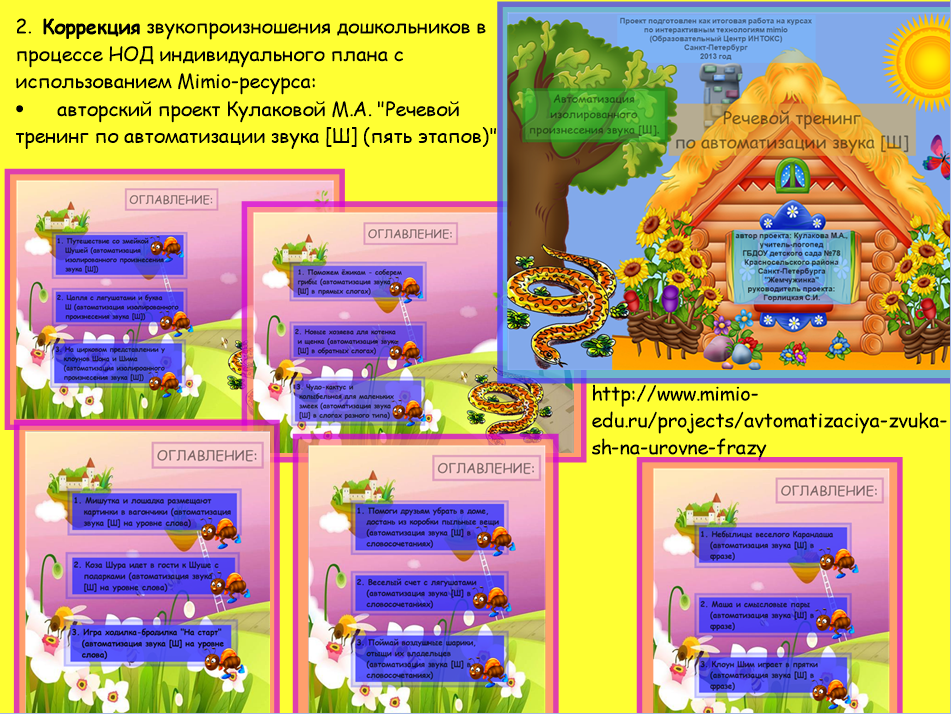 2. Коррекция звукопроизношения дошкольников в
процессе НОД индивидуального плана с
использованием Mimio-ресурса:
• авторский проект Кулаковой М.А. "Речевой
тренинг по автоматизации звука [Ш] (пять этапов)"
Проект подготовлен как итоговая работа на курсах
по интерактивным технологиям mimio
(Образовательный Центр ИНТОКС)
Санкт-Петербург
2013 год
Автоматизация
изолированного
произнесения звука [Ш].
Речевой тренинг
по автоматизации звука [Ш]
автор проекта: Кулакова М.А.,
учитель-логопед
ГБДОУ детского сада №78
Красносельского района
Санкт-Петербурга
"Жемчужинка"
руководитель проекта:
Горлицкая С.И.
http://www.mimio-
edu.ru/projects/avtomatizaciya-zvuka-
sh-na-urovne-frazy
ОГЛАВЛЕНИЕ:
1. Путешествие со змейкой
Шушей (автоматизация
изолированного произнесения
звука [Ш])
2. Цапля с лягушатами и буква
Ш (автоматизация изолированного
произнесения звука [Ш])
3. На цирковом представлении у
клоунов Шона и Шима
(автоматизация изолированного
произнесения звука [Ш])
ОГЛАВЛЕНИЕ:
1. Поможем ёжикам - соберем
грибы (автоматизация звука
[Ш] в прямых слогах)
2. Новые хозяева для котенка
и щенка (автоматизация звука
[Ш] в обратных слогах)
3. Чудо-кактус и
колыбельная для маленьких
змеек (автоматизация звука
[Ш] в слогах разного типа)
ОГЛАВЛЕНИЕ:
1. Мишутка и лошадка размещают
картинки в вагончики (автоматизация
звука [Ш] на уровне слова)
2. Коза Шура идет в гости к Шуше с
подарками (автоматизация звука
[Ш] на уровне слова)
3. Игра ходилка-бродилка "На старт"
(автоматизация звука [Ш] на уровне
слова)
ОГЛАВЛЕНИЕ:
1. Помоги друзьям убрать в доме,
достань из коробки пыльные вещи
(автоматизация звука [Ш] в
словосочетаниях)
2. Веселый счет с лягушатами
(автоматизация звука [Ш] в
словосочетаниях)
3. Поймай воздушные шарики,
отыщи их владельцев
(автоматизация звука [Ш] в
словосочетаниях)
ОГЛАВЛЕНИЕ:
1. Небылицы веселого Карандаша
(автоматизация звука [Ш] в
фразе)
2. Маша и смысловые пары
(автоматизация звука [Ш] в
фразе)
3. Клоун Шим играет в прятки
(автоматизация звука [Ш] в
фразе)